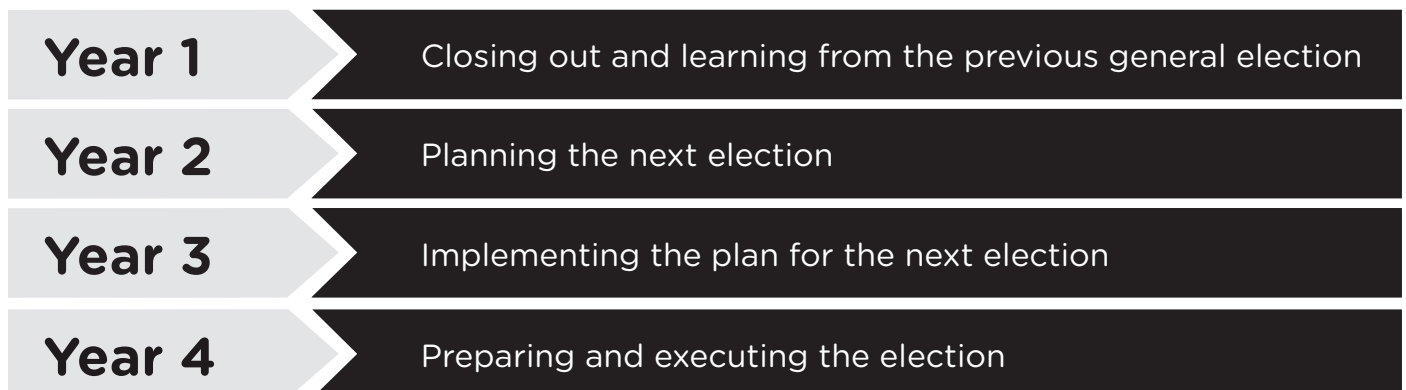 Year 1 Closing out and learning from the previous general election
Year 2 Planning the next election
Year 3 Implementing the plan for the next election
Year 4 Preparing and executing the election